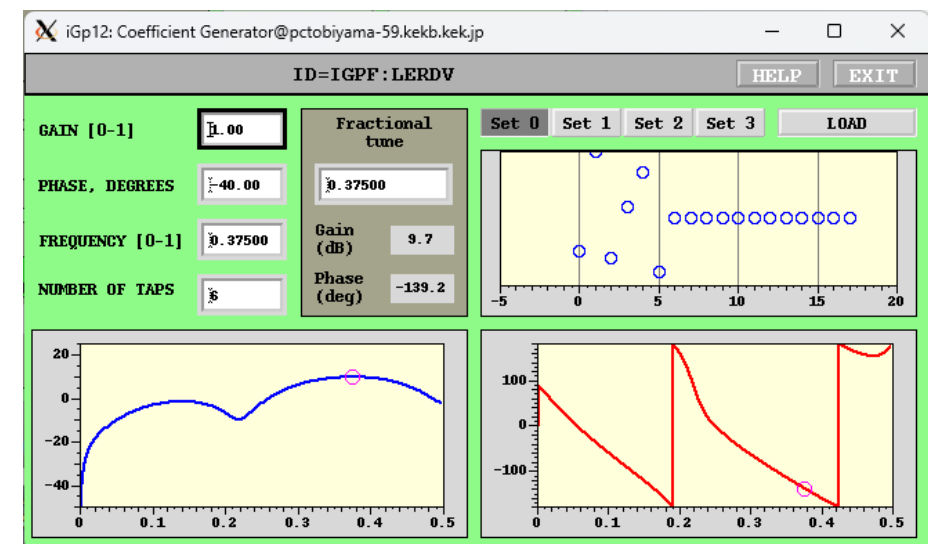 iGp12: Coefficient Generator@pctobiyama-59.kekb.kek.jp
ID=IGPF:LERDV
HELP
EXIT
GAIN [0-1]
1.00
PHASE, DEGREES
-40.00
FREQUENCY [0-1]
0.37500
NUMBER OF TAPS
6
Fractional
tune
0.37500
Gain
(dB)
9.7
Phase
(deg)
-139.2
Set 0
Set 1
Set 2
Set 3
LOAD
-5
0
5
10
15
20
20
0
-20
-40
0
0.1
0.2
0.3
0.4
0.5
100
0
-100
0
0.1
0.2
0.3
0.4
0.5